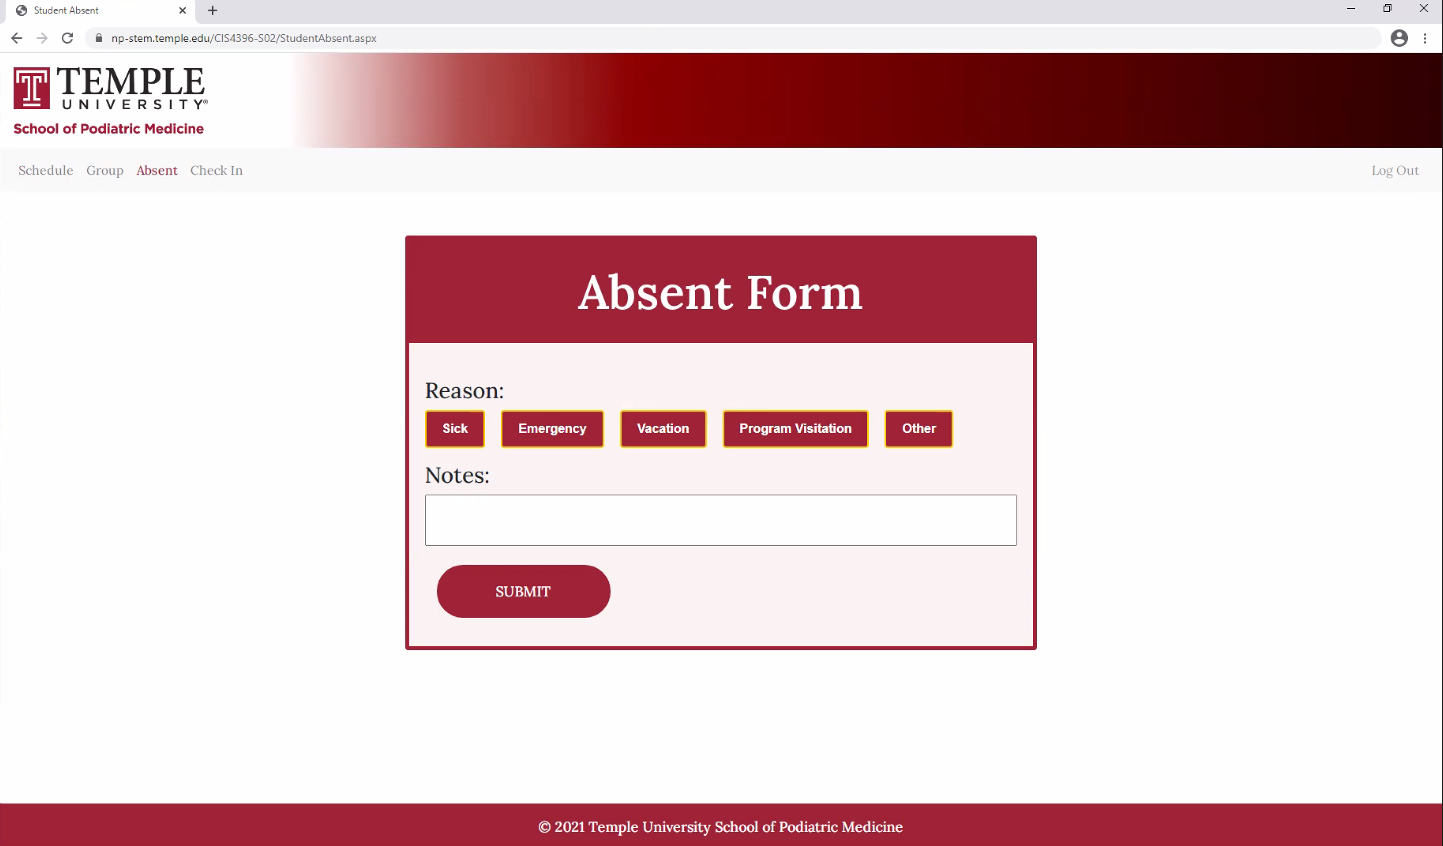 Student Absent
np-stem.temple.edu/CIS4396-S02/StudentAbsent.aspx
T TEMPLE
UNIVERSITY®
School of Podiatric Medicine
Schedule Group Absent Check In Log Out
Absent Form
Reason:
Sick Emergency Vacation Program Visitation Other
Notes:
SUBMIT
© 2021 Temple University School of Podiatric Medicine